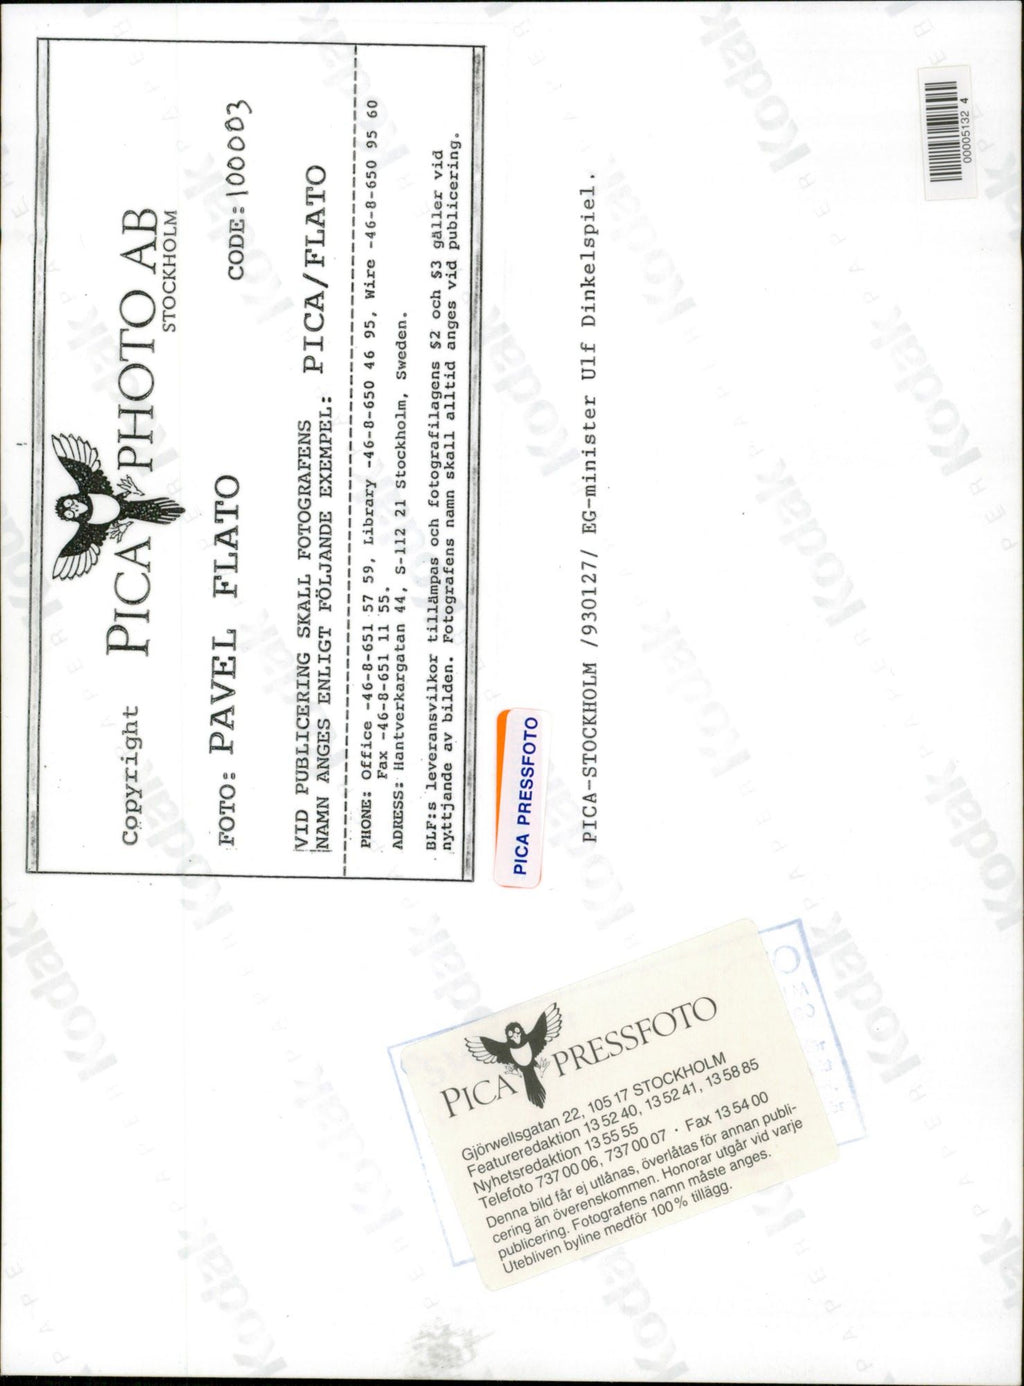 Copyright PICA PHOTO AB
STOCKHOLM
FOTO: PAVEL FLATO CODE: 100003
VID PUBLICERING SKALL FOTOGRAFENS
NAMN ANGES ENLIGT FÖLJANDE EXEMPEL: PICA/FLATO
PHONE: Office -46-8-651 57 59, Library -46-8-650 46 95, Wire -46-8-650 95 60
Fax -46-8-651 11 55.
ADRESS: Hantverkargatan 44, S-112 21 Stockholm, Sweden.
BLF:s leveransvilkor tillämpas och fotografilagens §2 och §3 gäller vid
nyttjande av bilden. Fotografens namn skall alltid anges vid publicering.
PICA PRESSFOTO
PICA-STOCKHOLM /930127/ EG-minister Ulf Dinkelspiel.
00005132 4
PICA PRESSFOTO
Gjörwellsgatan 22, 105 17 STOCKHOLM
Featureredaktion 13 52 40, 13 52 41, 13 58 85
Nyhetsredaktion 13 55 55
Telefoto 737 00 06, 737 00 07 · Fax 13 54 00
Denna bild får ej utlånas, överlåtas för annan publi-
cering än överenskommen. Honorar utgår vid varje
publicering. Fotografens namn måste anges.
Utebliven byline medför 100% tillägg.
Kodak
PAPER